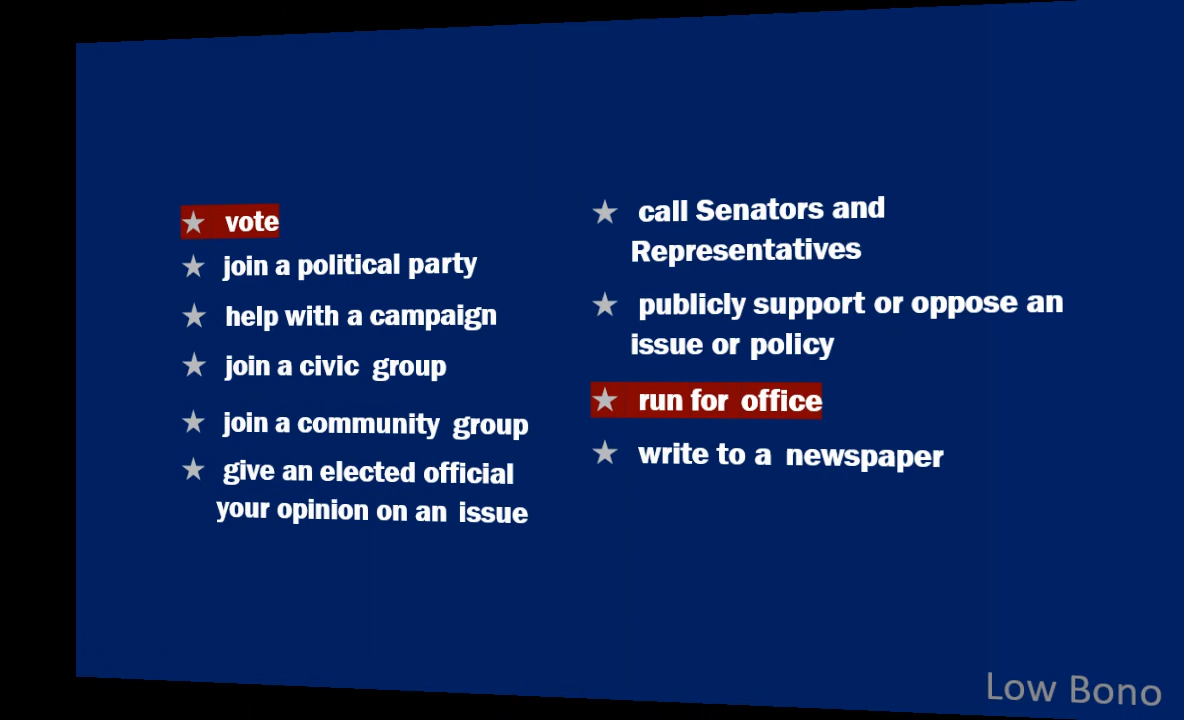 vote
join a political party
help with a campaign
join a civic group
join a community group
give an elected official
your opinion on an issue
call Senators and
Representatives
publicly support or oppose an
issue or policy
run for office
write to a newspaper
Low Bono